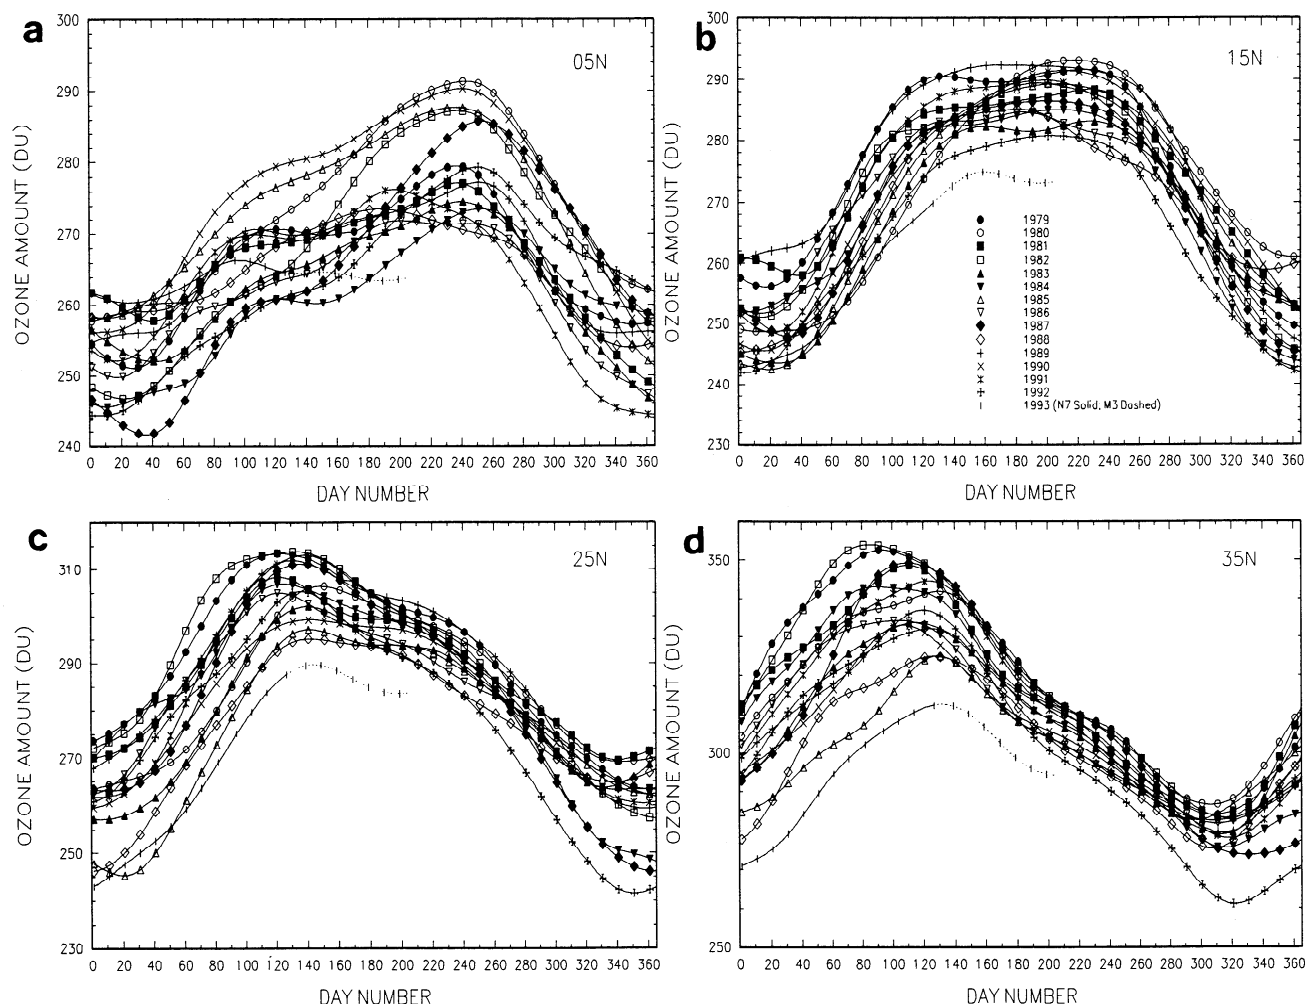 a
05N
300
290
280
270
260
250
240
OZONE AMOUNT (DU)
0 20 40 60 80 100 120 140 160 180 200 220 240 260 280 300 320 340 360
DAY NUMBER
b
15N
300
290
280
270
260
250
240
230
OZONE AMOUNT (DU)
1979
1980
1981
1982
1983
1984
1985
1986
1987
1988
1989
1990
1991
1992
1993 (N7 Solid, M3 Dashed)
0 20 40 60 80 100 120 140 160 180 200 220 240 260 280 300 320 340 360
DAY NUMBER
c
25N
310
290
270
250
230
OZONE AMOUNT (DU)
0 20 40 60 80 100 120 140 160 180 200 220 240 260 280 300 320 340 360
DAY NUMBER
d
35N
350
300
250
OZONE AMOUNT (DU)
0 20 40 60 80 100 120 140 160 180 200 220 240 260 280 300 320 340 360
DAY NUMBER